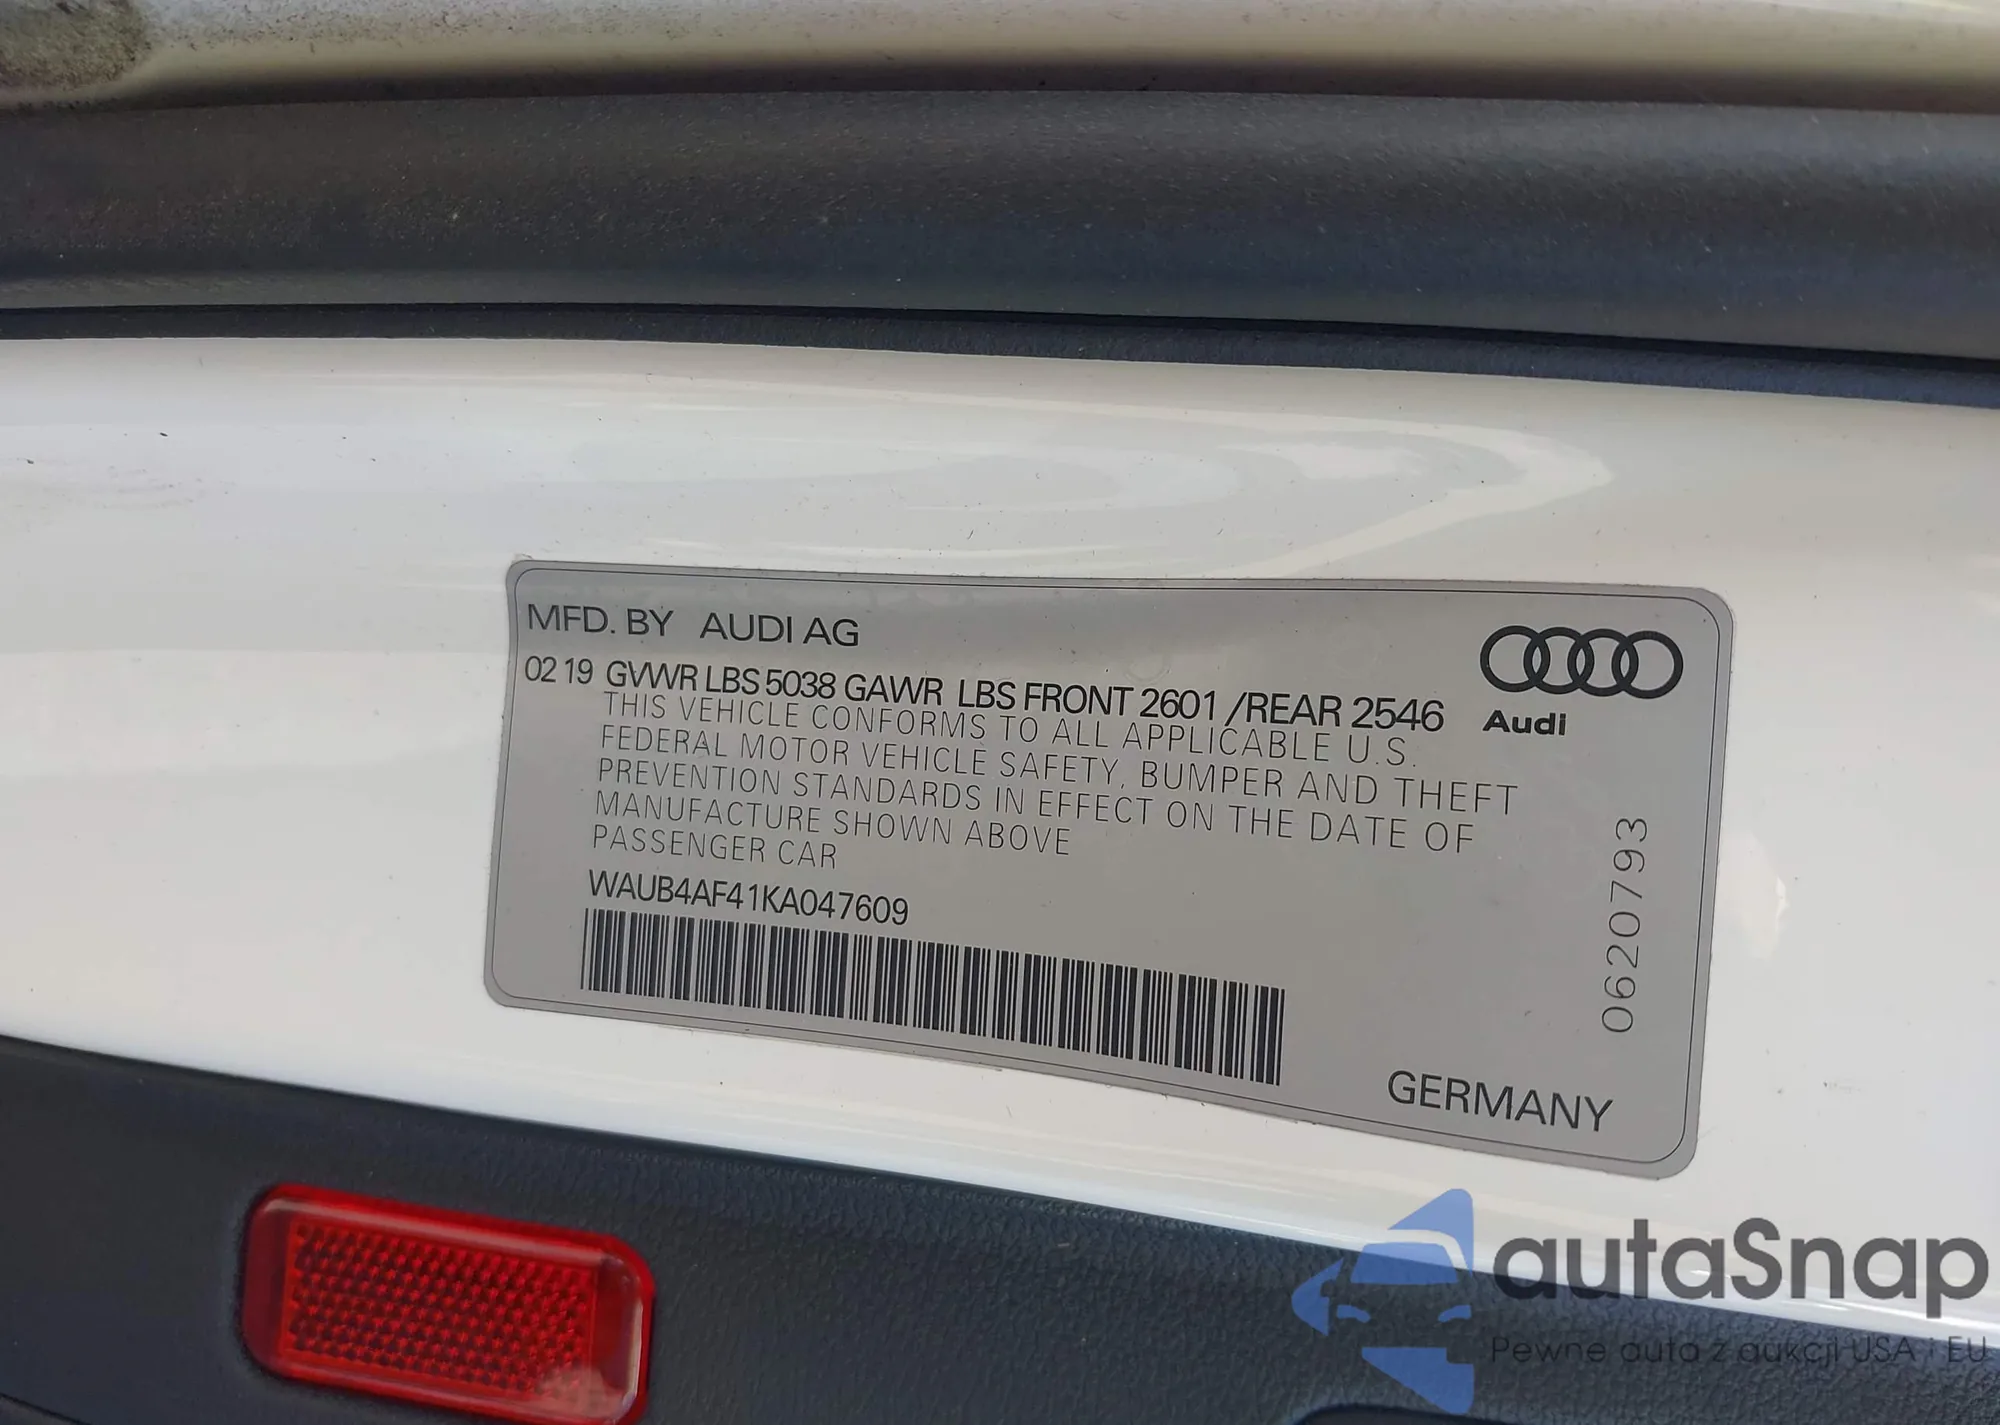 MFD. BY AUDI AG
02 19 GVWR LBS 5038 GAWR LBS FRONT 2601 /REAR 2546
THIS VEHICLE CONFORMS TO ALL APPLICABLE U.S.
FEDERAL MOTOR VEHICLE SAFETY, BUMPER AND THEFT
PREVENTION STANDARDS IN EFFECT ON THE DATE OF
MANUFACTURE SHOWN ABOVE
PASSENGER CAR
WAUB4AF41KA047609
Audi
0620793
GERMANY
autaSnap
Pewne auta z aukcji USA i EU